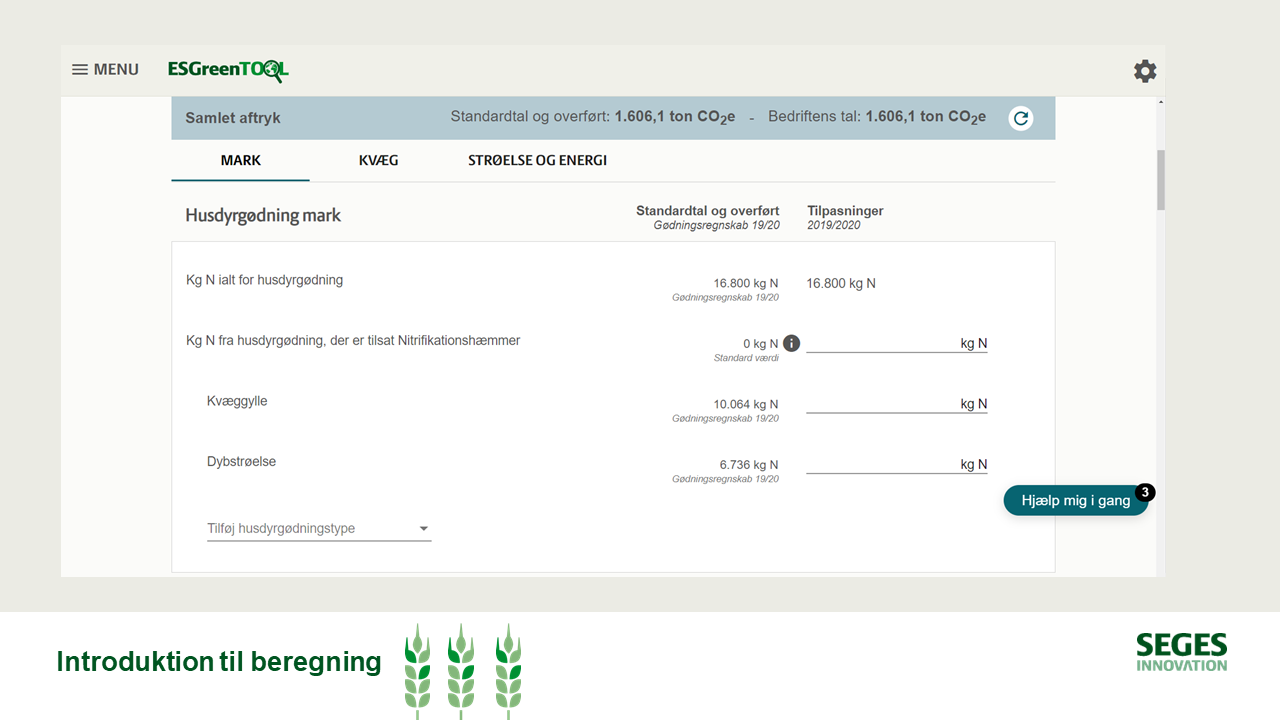 MENU
ESGreenTOOL
Samlet aftryk
Standardtal og overført: 1.606,1 ton CO2e - Bedriftens tal: 1.606,1 ton CO2e
MARK
KVÆG
STRØELSE OG ENERGI
Husdyrgødning mark
Standardtal og overført
Gødningsregnskab 19/20
Tilpasninger
2019/2020
Kg N ialt for husdyrgødning
16.800 kg N
Gødningsregnskab 19/20
16.800 kg N
Kg N fra husdyrgødning, der er tilsat Nitrifikationshæmmer
0 kg N
Standard værdi
kg N
Kvæggylle
10.064 kg N
Gødningsregnskab 19/20
kg N
Dybstrøelse
6.736 kg N
Gødningsregnskab 19/20
kg N
Hjælp mig i gang
3
Tilføj husdyrgødningstype
Introduktion til beregning
SEGES
INNOVATION